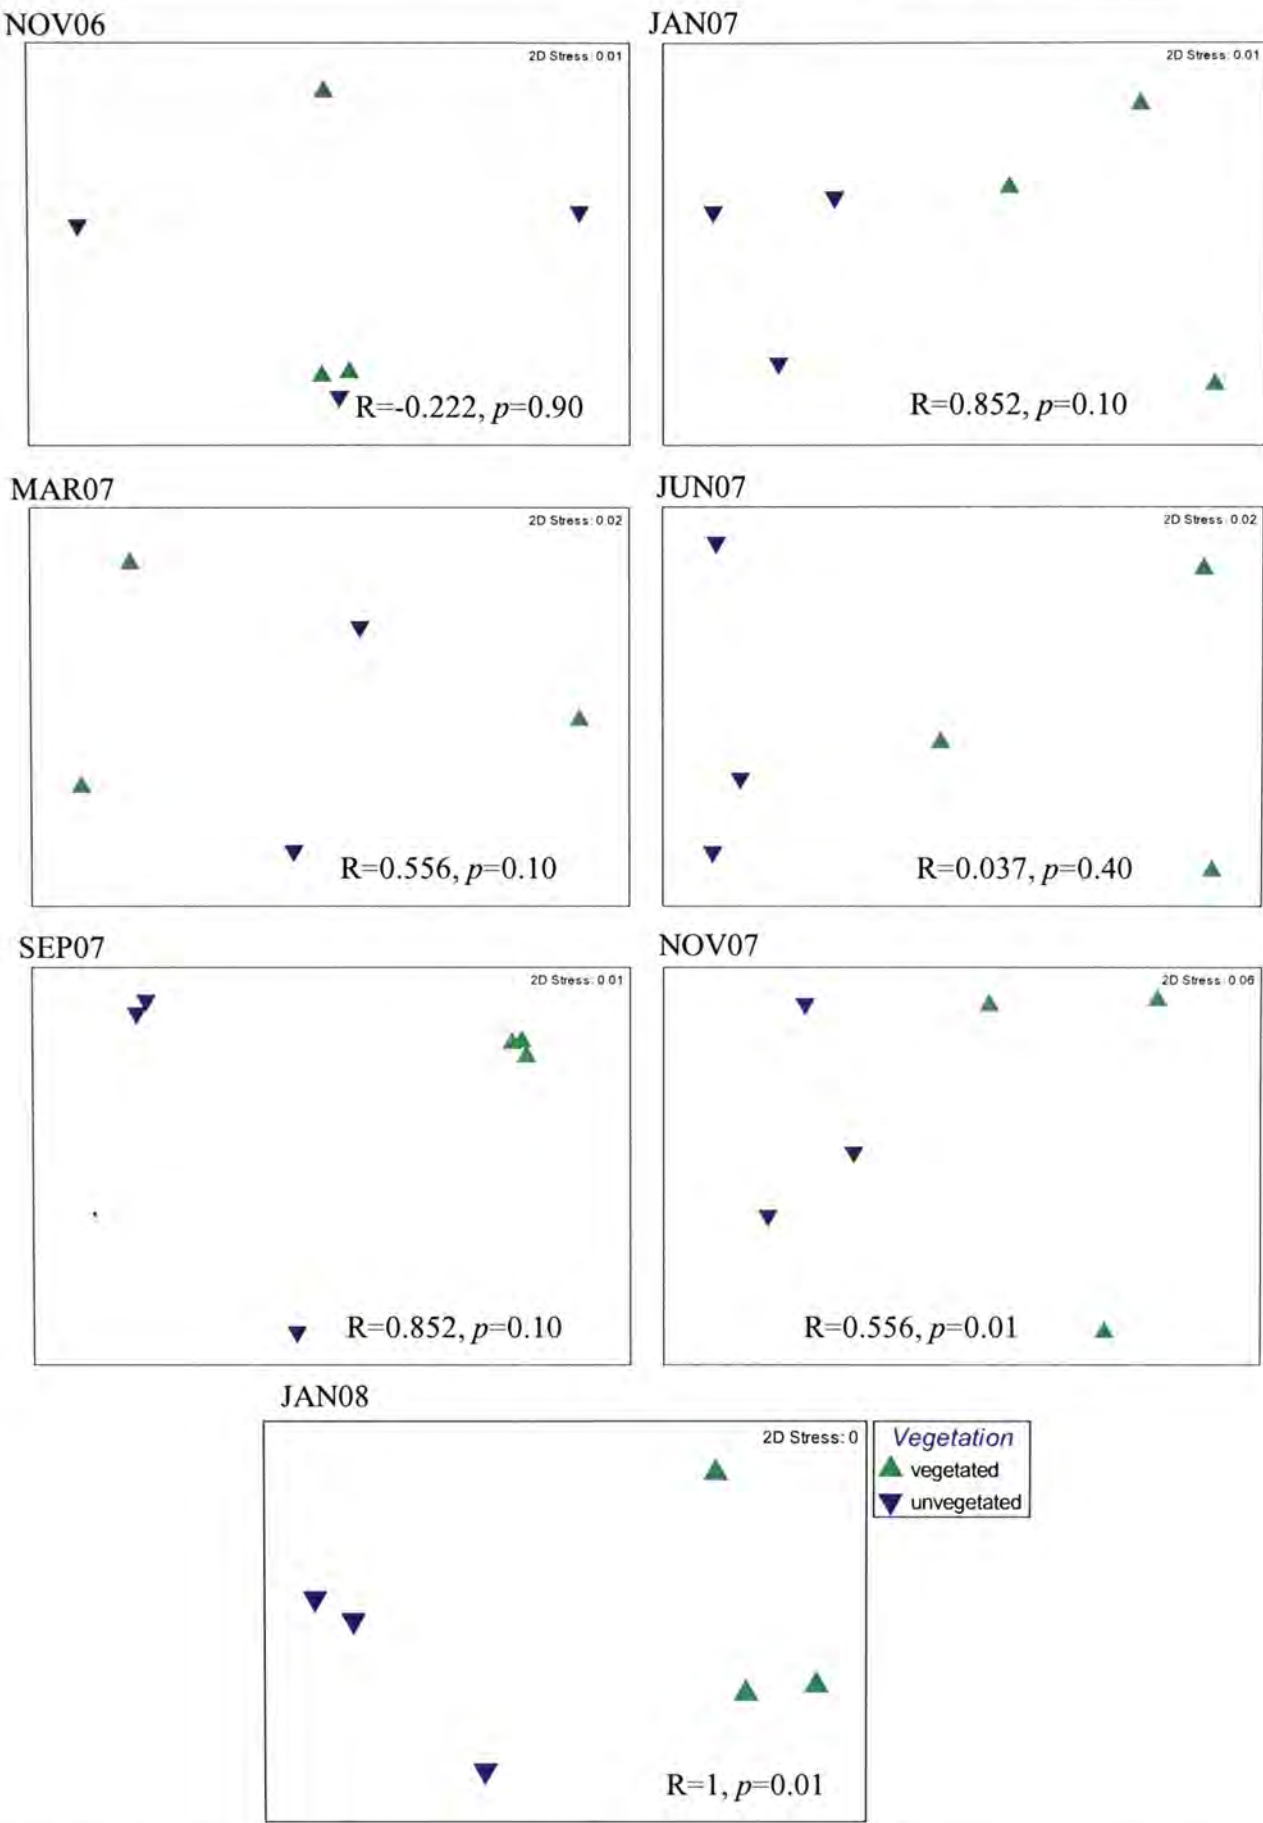 NOV06
2D Stress: 0.01
R=-0.222, p=0.90
JAN07
2D Stress: 0.01
R=0.852, p=0.10
MAR07
2D Stress: 0.02
R=0.556, p=0.10
JUN07
2D Stress: 0.02
R=0.037, p=0.40
SEP07
2D Stress: 0.01
R=0.852, p=0.10
NOV07
2D Stress: 0.06
R=0.556, p=0.01
JAN08
2D Stress: 0
R=1, p=0.01
Vegetation
vegetated
unvegetated